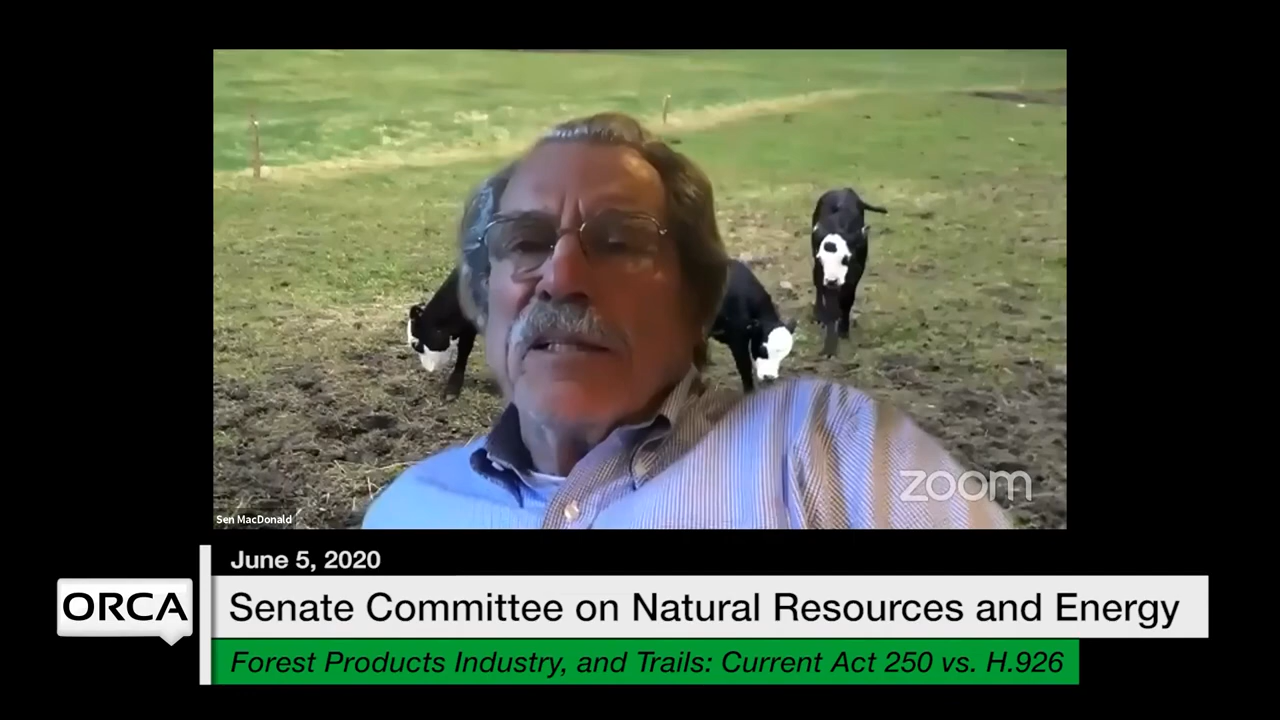 zoom
Sen MacDonald
June 5, 2020
ORCA
Senate Committee on Natural Resources and Energy
Forest Products Industry, and Trails: Current Act 250 vs. H.926